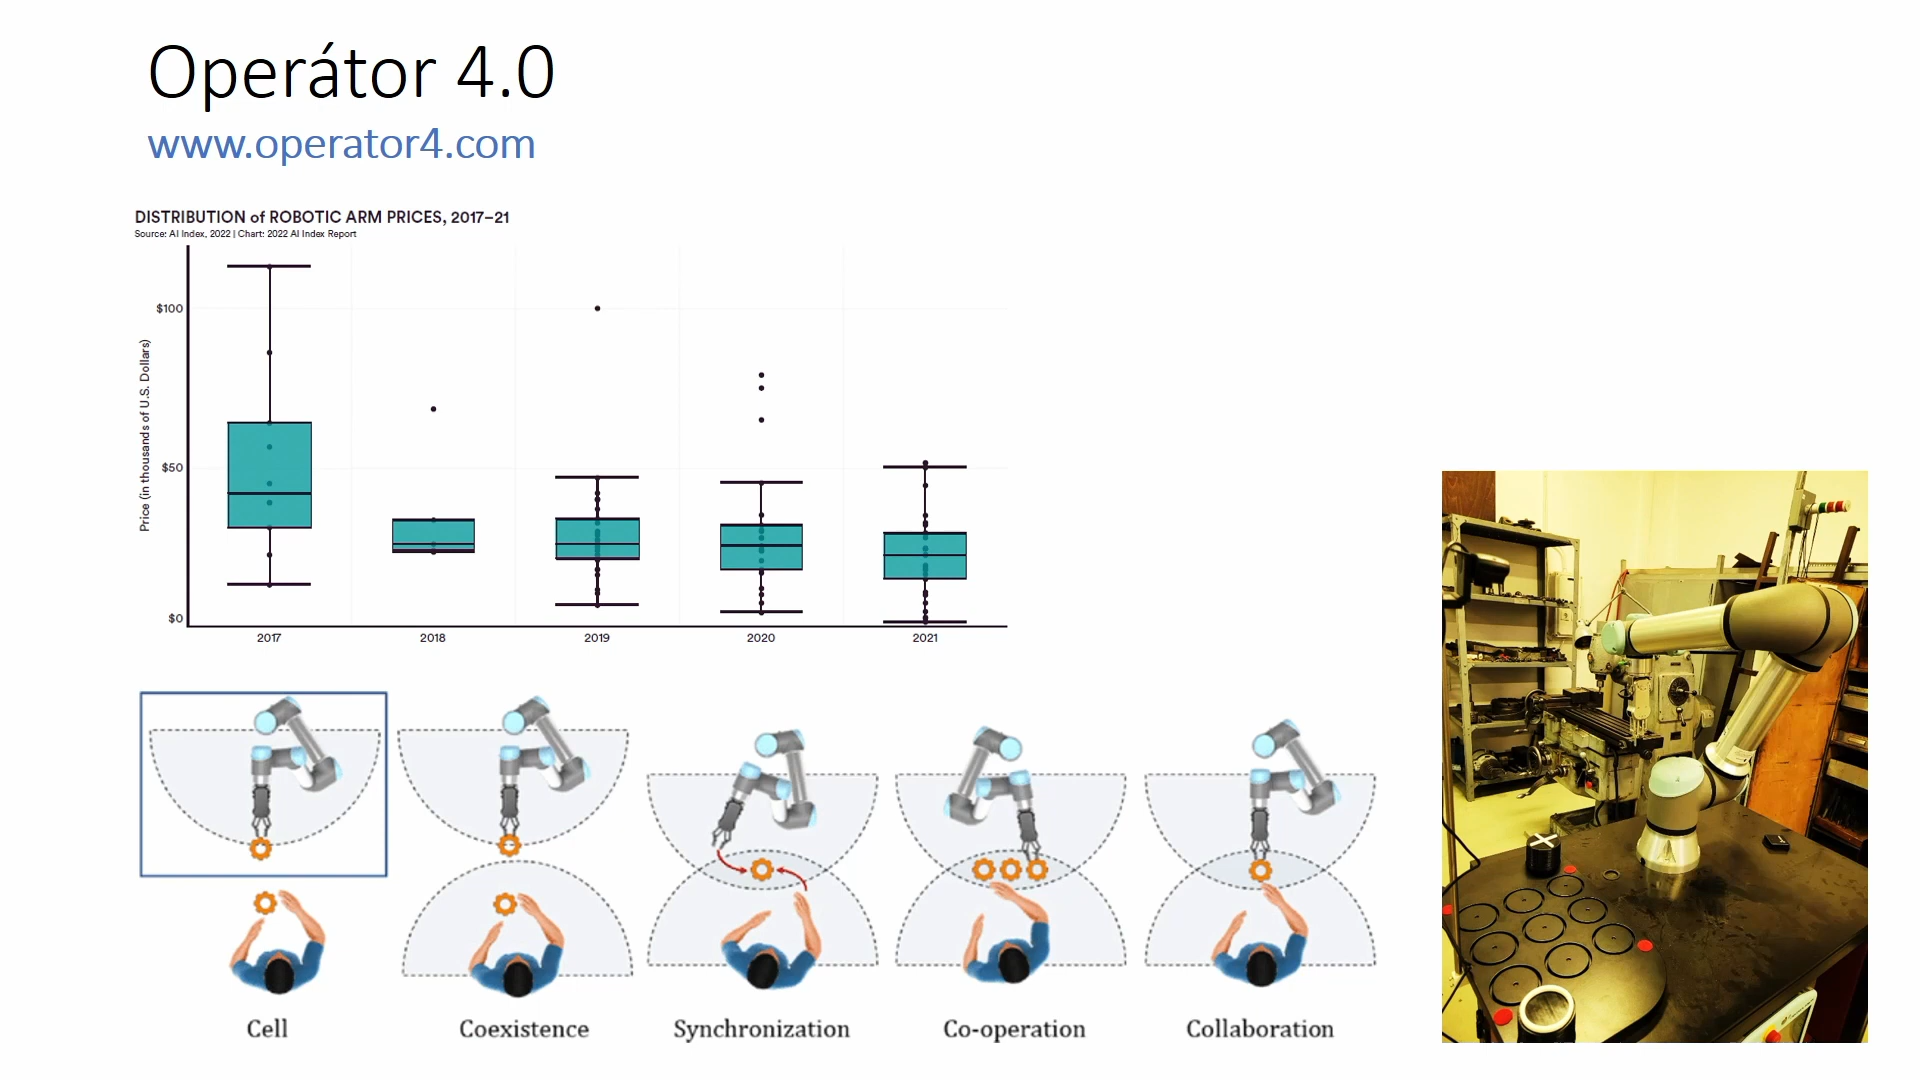 Operátor 4.0
www.operator4.com
DISTRIBUTION of ROBOTIC ARM PRICES, 2017–21
Source: AI Index, 2022 | Chart: 2022 AI Index Report
Price (in thousands of U.S. Dollars)
$100
$50
$0
2017 2018 2019 2020 2021
Cell Coexistence Synchronization Co-operation Collaboration